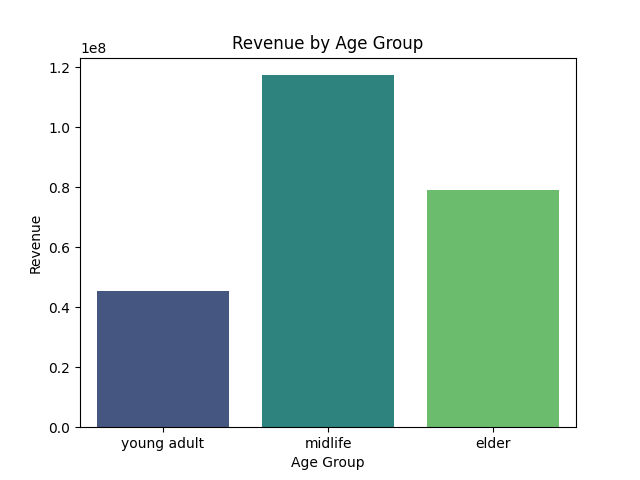 Revenue by Age Group
1e8
1.2
1.0
0.8
0.6
0.4
0.2
0.0
Revenue
young adult midlife elder
Age Group